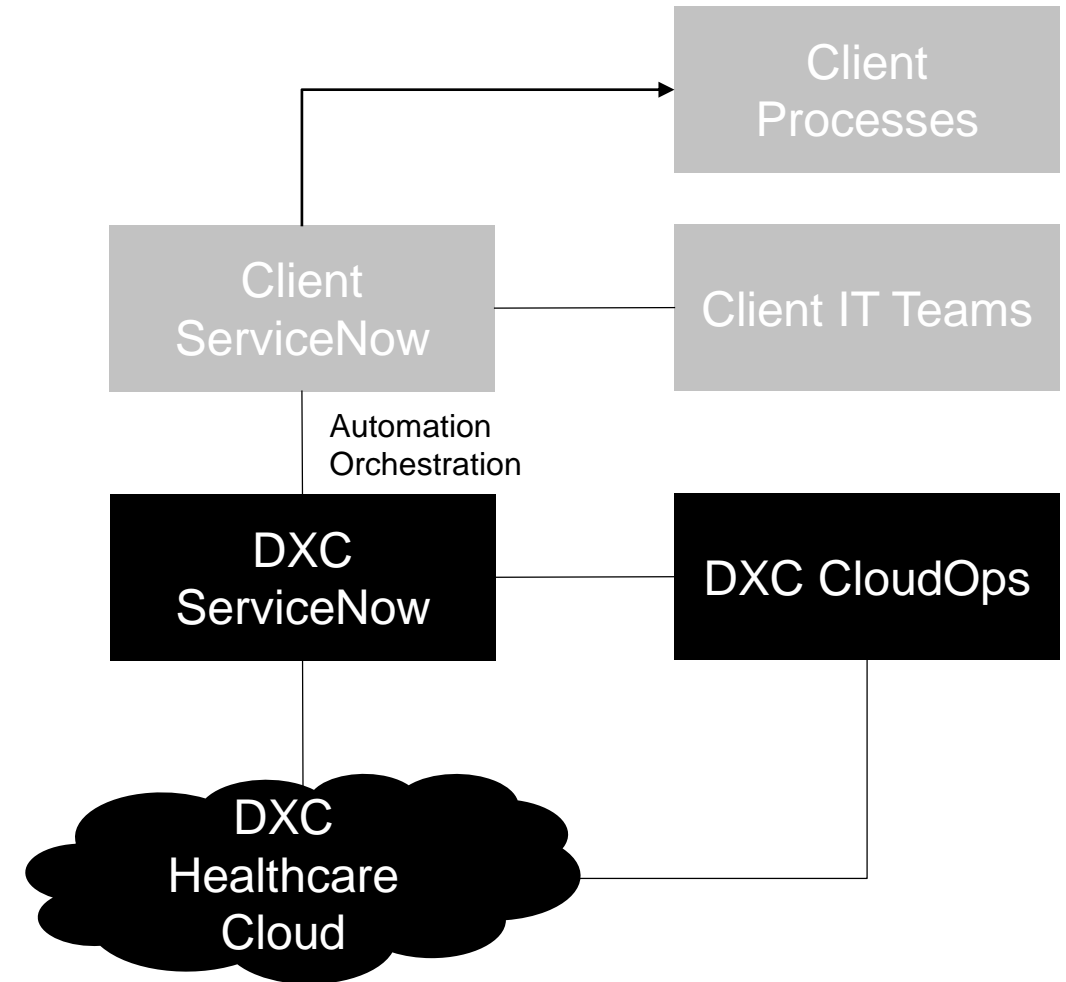 Client
Processes
Client
ServiceNow
Client IT Teams
Automation
Orchestration
DXC
ServiceNow
DXC CloudOps
DXC
Healthcare
Cloud